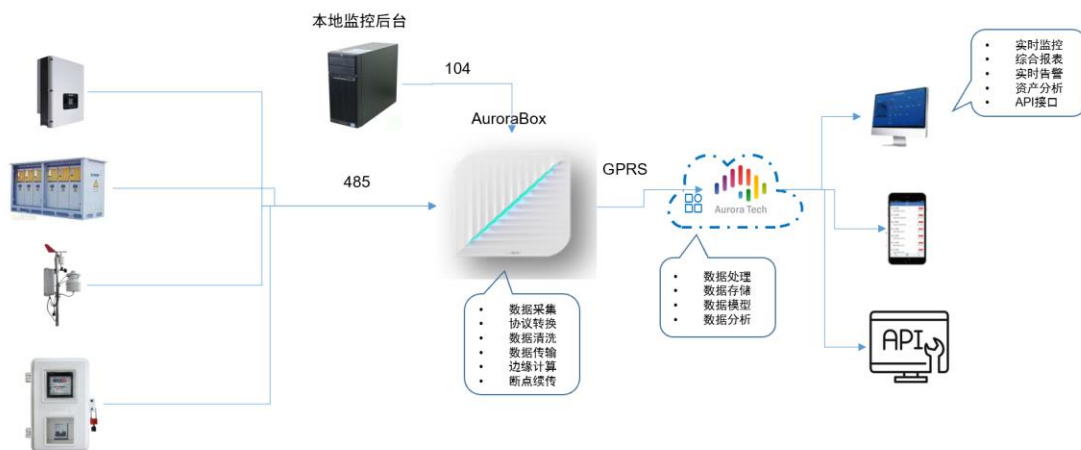 本地监控后台
104
AuroraBox
485
GPRS
Aurora Tech
实时监控
综合报表
实时告警
资产分析
API接口
数据处理
数据存储
数据模型
数据分析
数据采集
协议转换
数据清洗
数据传输
边缘计算
断点续传
API